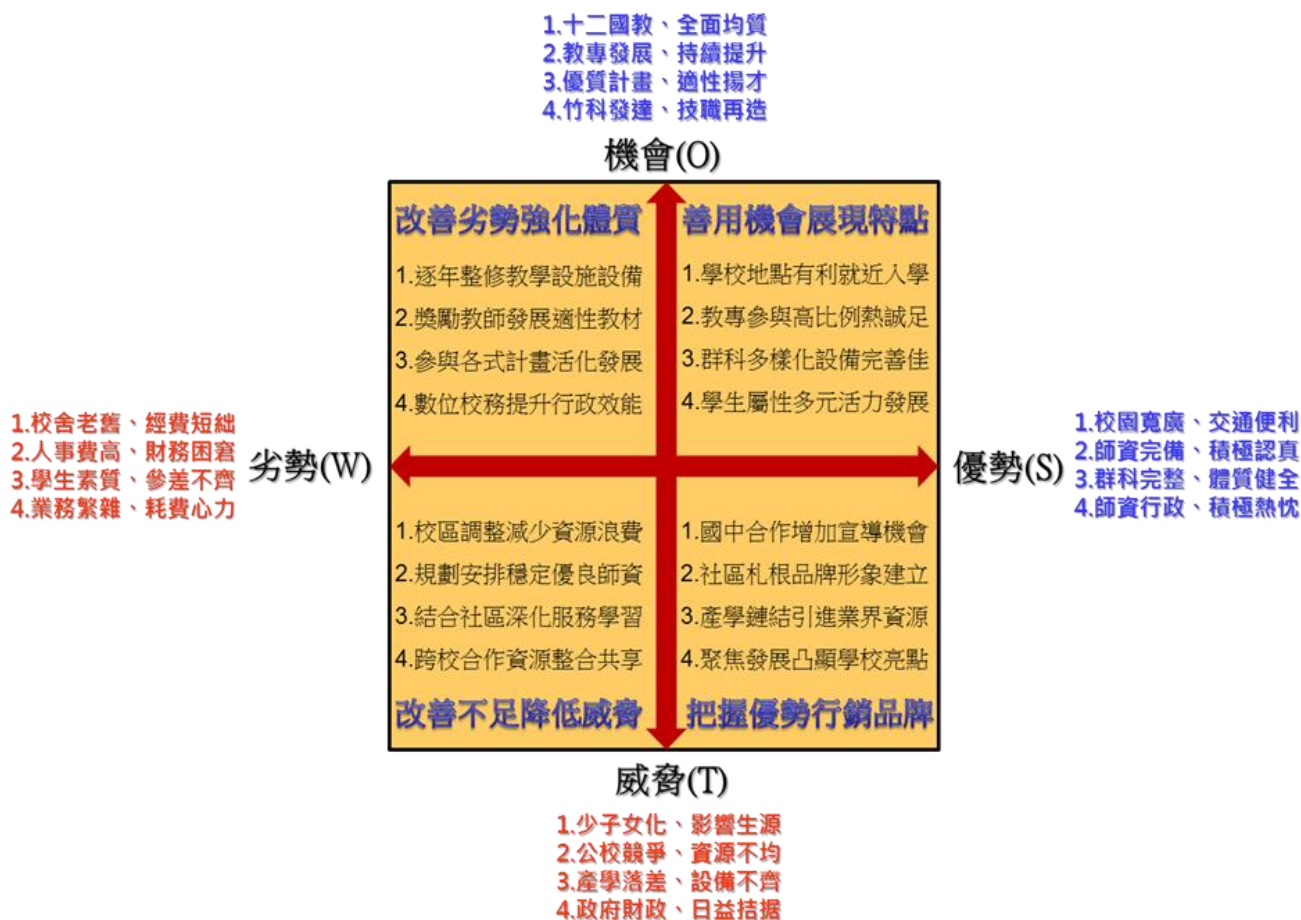 1.十二國教、全面均質
2.教專發展、持續提升
3.優質計畫、適性揚才
4.竹科發達、技職再造
機會(O)
改善劣勢強化體質
1.逐年整修教學設施設備
2.獎勵教師發展適性教材
3.參與各式計畫活化發展
4.數位校務提升行政效能
善用機會展現特點
1.學校地點有利就近入學
2.教專參與高比例熱誠足
3.群科多樣化設備完善佳
4.學生屬性多元活力發展
1.校舍老舊、經費短絀
2.人事費高、財務困窘
3.學生素質、參差不齊
4.業務繁雜、耗費心力
劣勢(W)
優勢(S)
1.校園寬廣、交通便利
2.師資完備、積極認真
3.群科完整、體質健全
4.師資行政、積極熱忱
1.校區調整減少資源浪費
2.規劃安排穩定優良師資
3.結合社區深化服務學習
4.跨校合作資源整合共享
改善不足降低威脅
1.國中合作增加宣導機會
2.社區札根品牌形象建立
3.產學鏈結引進業界資源
4.聚焦發展凸顯學校亮點
把握優勢行銷品牌
威脅(T)
1.少子女化、影響生源
2.公校競爭、資源不均
3.產學落差、設備不齊
4.政府財政、日益拮据